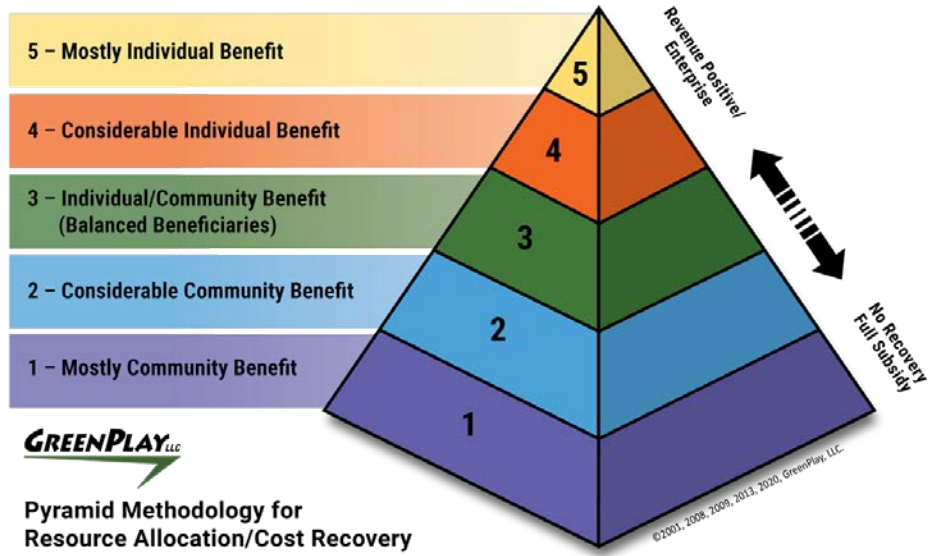 5 – Mostly Individual Benefit
4 – Considerable Individual Benefit
3 – Individual/Community Benefit
(Balanced Beneficiaries)
2 – Considerable Community Benefit
1 – Mostly Community Benefit
5
4
3
2
1
Revenue Positive/
Enterprise
No Recovery
Full Subsidy
©2001, 2008, 2009, 2013, 2020, GreenPlay, LLC.
GREENPLAY LLC
Pyramid Methodology for
Resource Allocation/Cost Recovery